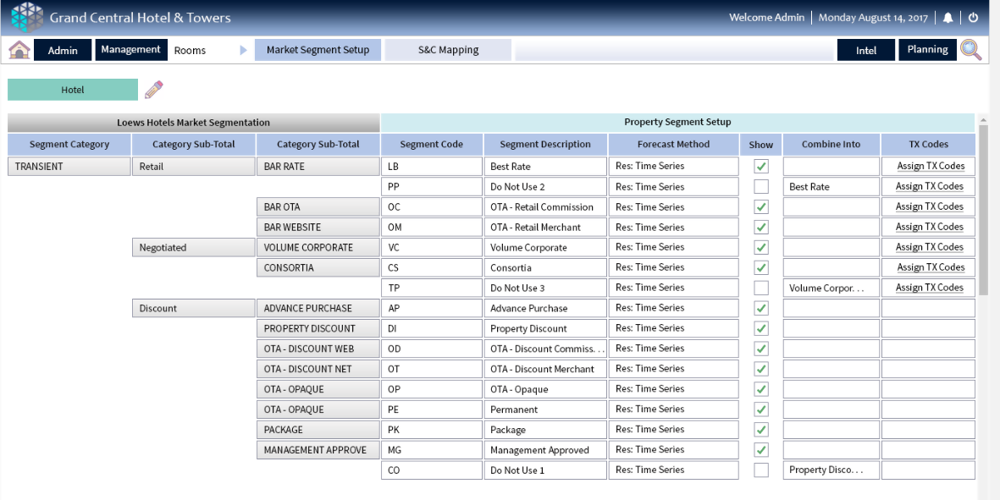 Grand Central Hotel & Towers
Welcome Admin Monday August 14, 2017
Admin Management Rooms Market Segment Setup S&C Mapping Intel Planning
Hotel
Loews Hotels Market Segmentation Property Segment Setup
Segment Category Category Sub-Total Category Sub-Total Segment Code Segment Description Forecast Method Show Combine Into TX Codes
TRANSIENT Retail BAR RATE LB Best Rate Res: Time Series Assign TX Codes
PP Do Not Use 2 Res: Time Series Best Rate Assign TX Codes
BAR OTA OC OTA - Retail Commission Res: Time Series Assign TX Codes
BAR WEBSITE OM OTA - Retail Merchant Res: Time Series Assign TX Codes
Negotiated VOLUME CORPORATE VC Volume Corporate Res: Time Series Assign TX Codes
CONSORTIA CS Consortia Res: Time Series Assign TX Codes
TP Do Not Use 3 Res: Time Series Volume Corpor. . . Assign TX Codes
Discount ADVANCE PURCHASE AP Advance Purchase Res: Time Series
PROPERTY DISCOUNT DI Property Discount Res: Time Series
OTA - DISCOUNT WEB OD OTA - Discount Commiss. . . Res: Time Series
OTA - DISCOUNT NET OT OTA - Discount Merchant Res: Time Series
OTA - OPAQUE OP OTA - Opaque Res: Time Series
OTA - OPAQUE PE Permanent Res: Time Series
PACKAGE PK Package Res: Time Series
MANAGEMENT APPROVE MG Management Approved Res: Time Series
CO Do Not Use 1 Res: Time Series Property Disco. . .